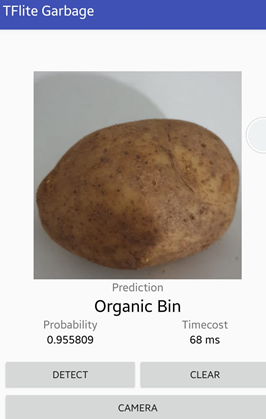 TFlite Garbage
Prediction
Organic Bin
Probability
Timecost
0.955809
68 ms
DETECT
CLEAR
CAMERA